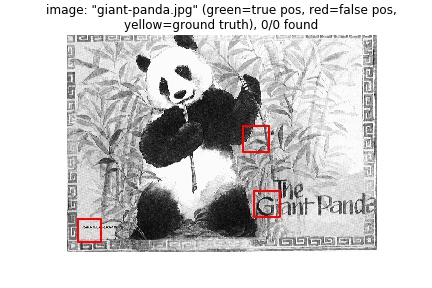 image: "giant-panda.jpg" (green=true pos, red=false pos,
yellow=ground truth), 0/0 found
The
Giant Panda